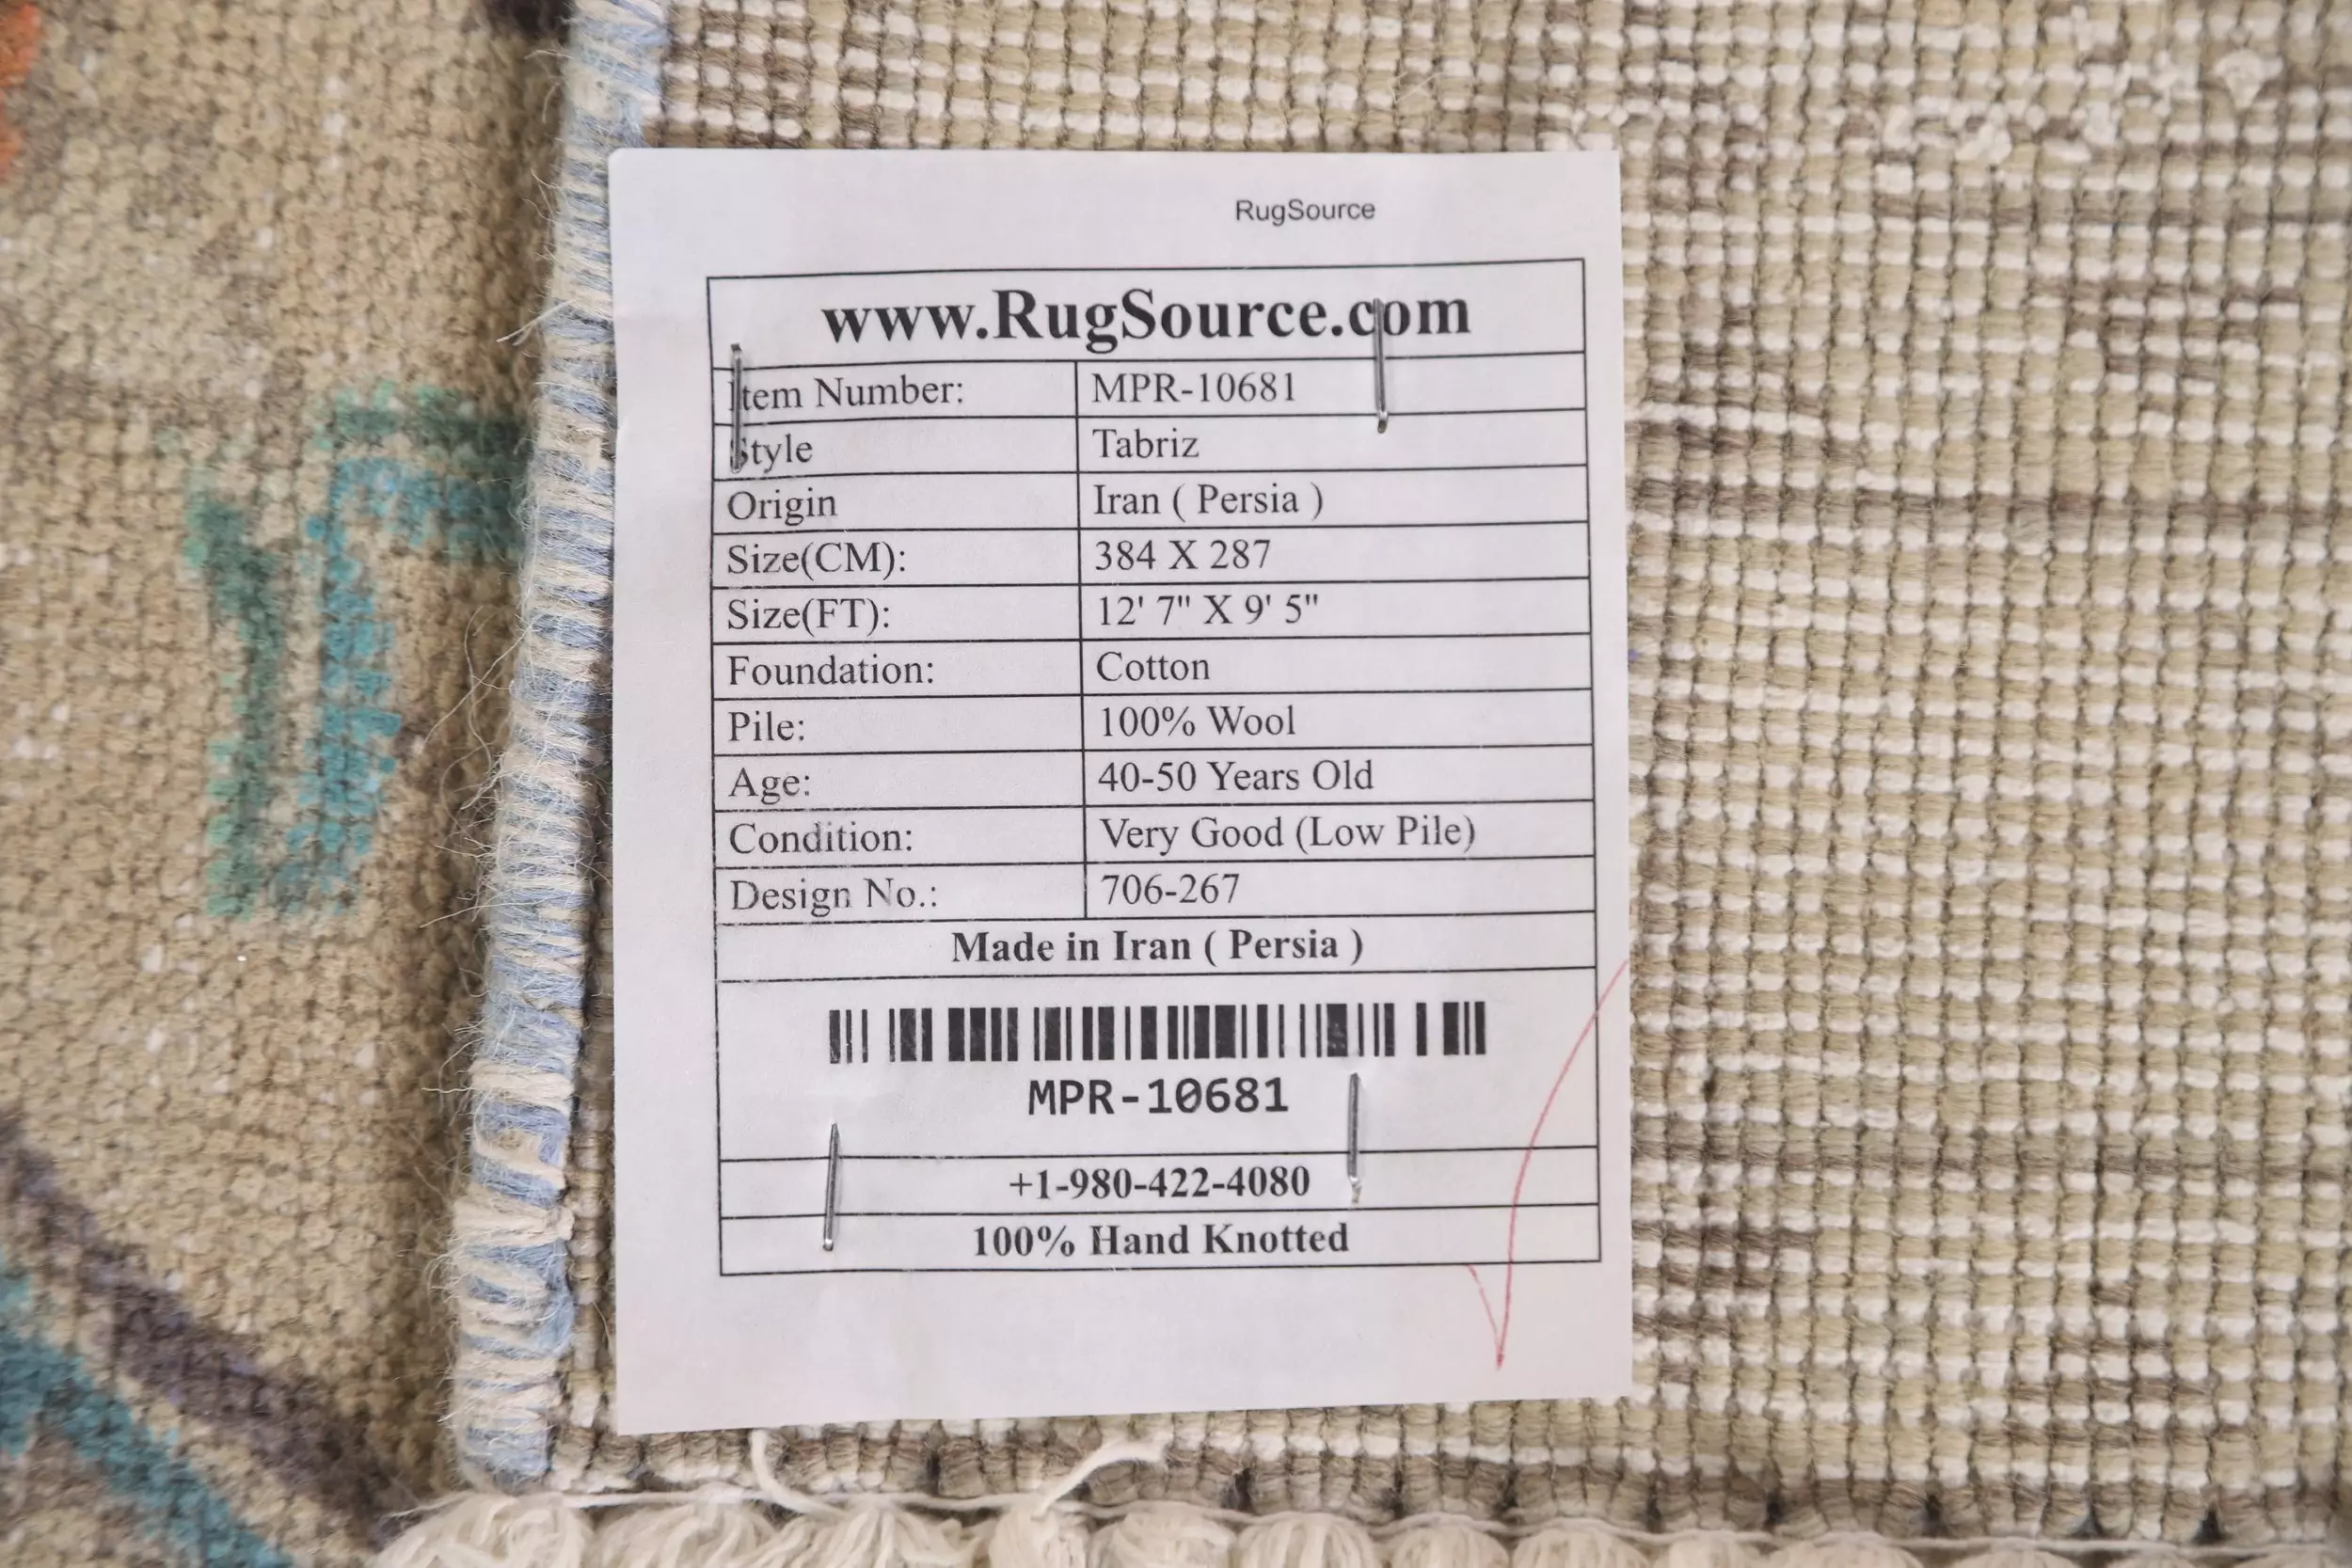 RugSource
www.RugSource.com
Item Number: MPR-10681
Style Tabriz
Origin Iran ( Persia )
Size(CM): 384 X 287
Size(FT): 12' 7" X 9' 5"
Foundation: Cotton
Pile: 100% Wool
Age: 40-50 Years Old
Condition: Very Good (Low Pile)
Design No.: 706-267
Made in Iran ( Persia )
MPR-10681
+1-980-422-4080
100% Hand Knotted